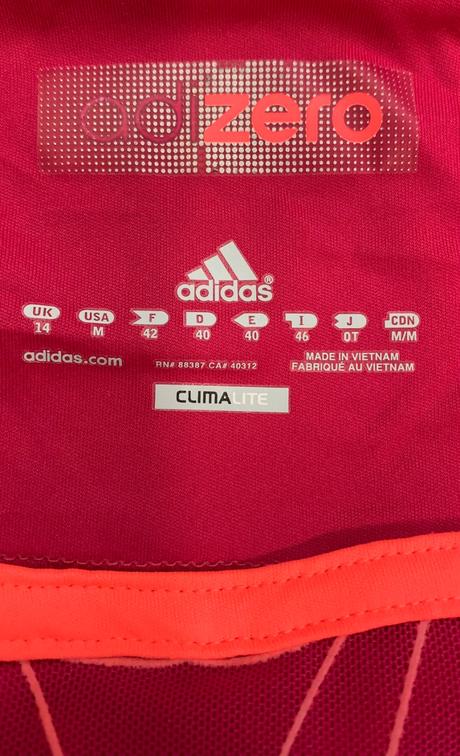 adizero
adidas®
UK USA F D E I J CDN
14 M 42 40 40 46 OT M/M
adidas.com RN# 88387 CA# 40312 MADE IN VIETNAM
FABRIQUÉ AU VIETNAM
CLIMALITE